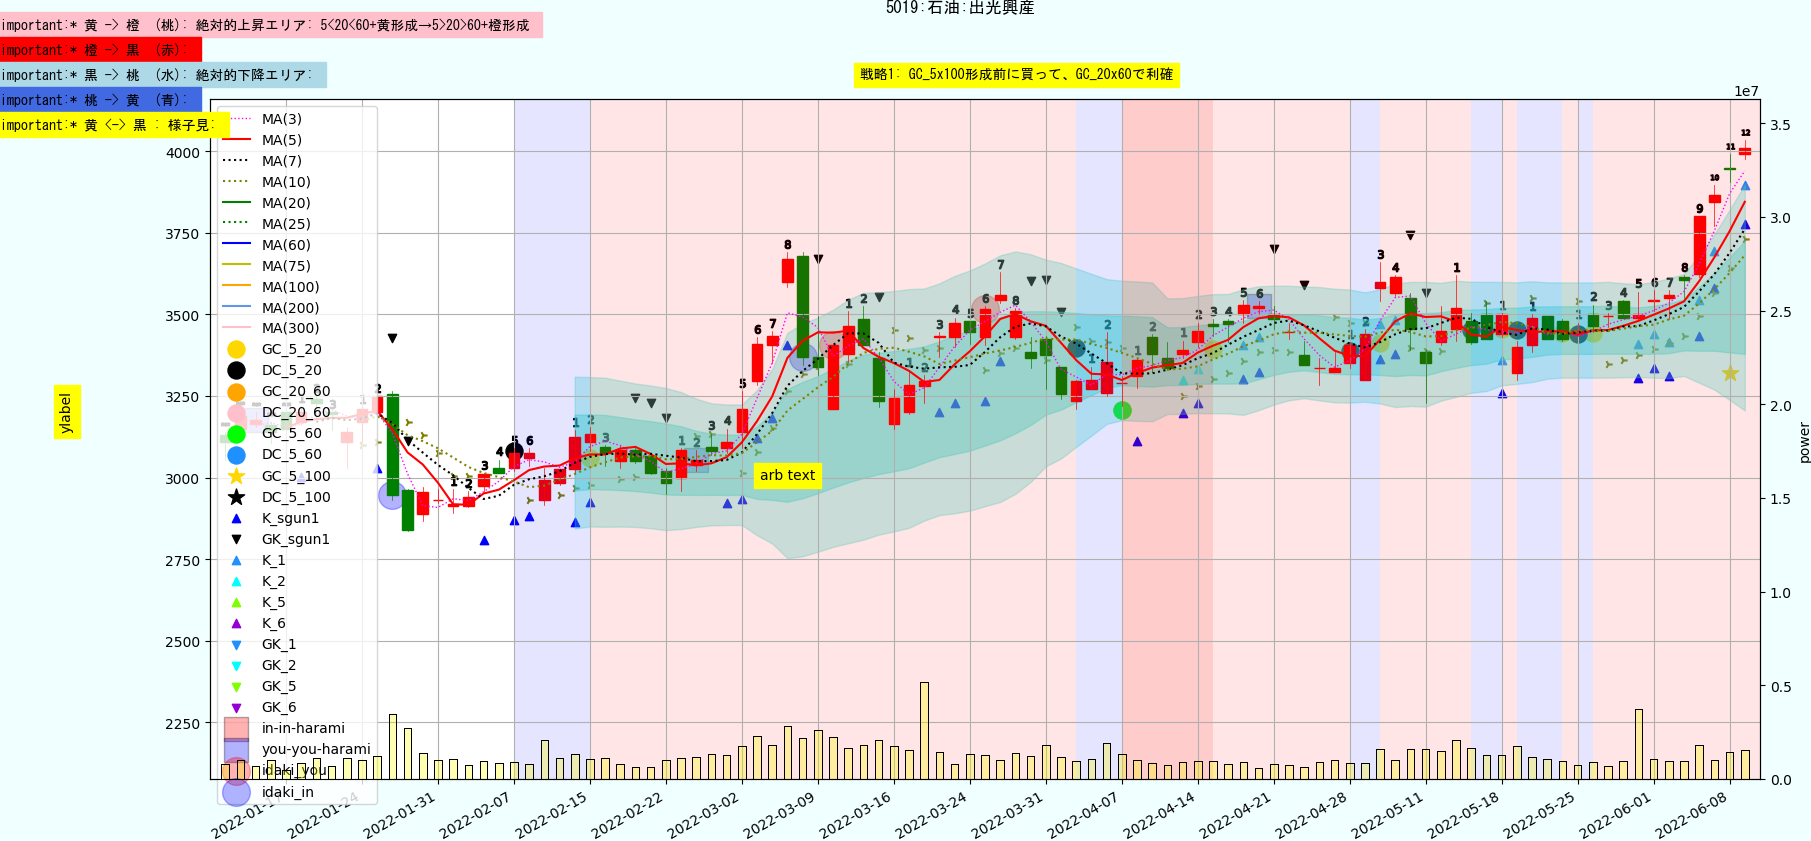 5019:石油:出光興産
important:* 黄 -> 橙 (桃): 絶対的上昇エリア: 5<20<60+黄形成→5>20>60+橙形成
important:* 橙 -> 黒 (赤):
important:* 黒 -> 桃 (水): 絶対的下降エリア:
戦略1: GC_5x100形成前に買って、GC_20x60で利確
important:* 桃 -> 黄 (青):
important:* 黄 <-> 黒 : 様子見:
1e7
MA(3)
MA(5)
MA(7)
MA(10)
MA(20)
MA(25)
MA(60)
MA(75)
MA(100)
MA(200)
MA(300)
GC_5_20
DC_5_20
GC_20_60
DC_20_60
GC_5_60
DC_5_60
GC_5_100
DC_5_100
K_sgun1
GK_sgun1
K_1
K_2
K_5
K_6
GK_1
GK_2
GK_5
GK_6
in-in-harami
you-you-harami
idaki_you
idaki_in
4000
3750
3500
3250
3000
2750
2500
2250
ylabel
arb text
3.5
3.0
2.5
2.0
1.5
1.0
0.5
0.0
power
2022-01-24
2022-01-31
2022-02-07
2022-02-15
2022-02-22
2022-03-02
2022-03-09
2022-03-16
2022-03-24
2022-03-31
2022-04-07
2022-04-14
2022-04-21
2022-04-28
2022-05-11
2022-05-18
2022-05-25
2022-06-01
2022-06-08